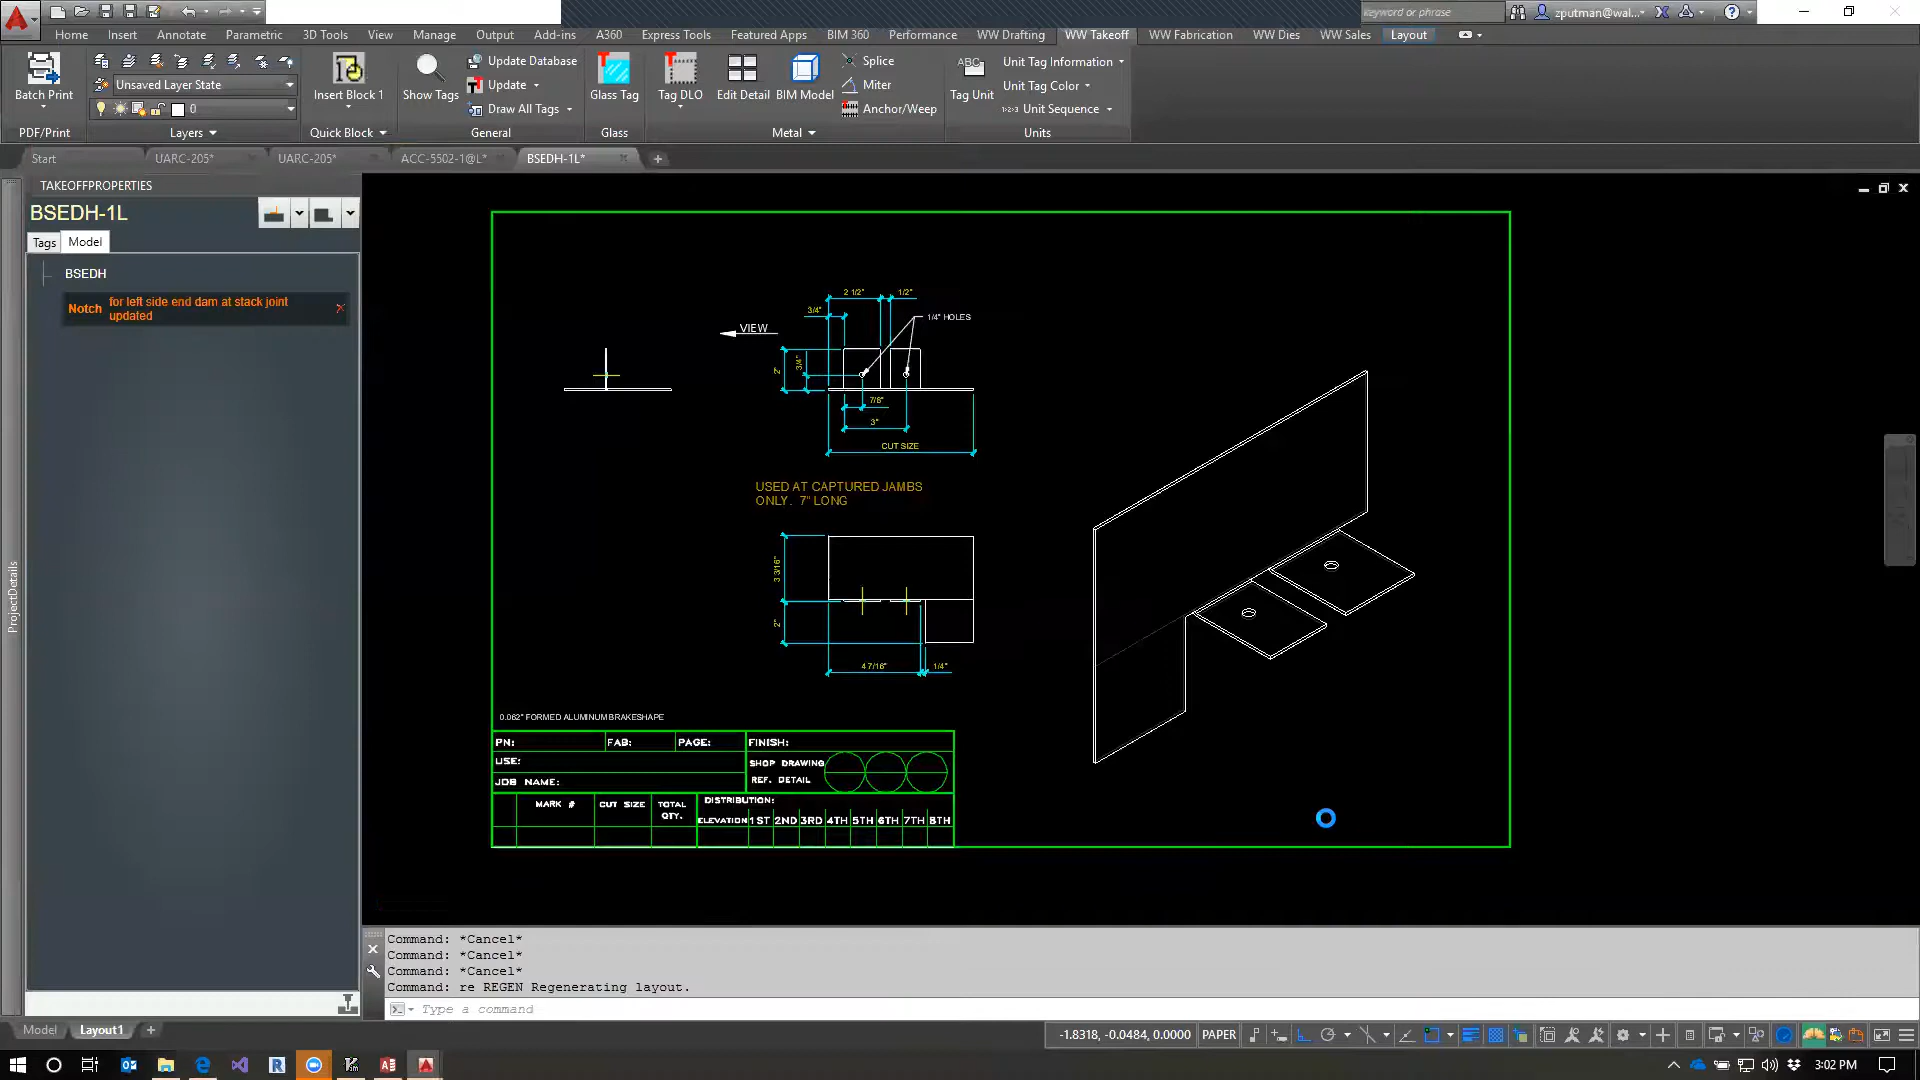 keyword or phrase
zputman@wal...
Home Insert Annotate Parametric 3D Tools View Manage Output Add-ins A360 Express Tools Featured Apps BIM 360 Performance WW Drafting WW Takeoff WW Fabrication WW Dies WW Sales Layout
Batch Print
PDF/Print
Unsaved Layer State
0
Layers
Insert Block 1
Quick Block
Show Tags
Update Database
Update
Draw All Tags
General
Glass Tag
Glass
Tag DLO
Edit Detail
BIM Model
Splice
Miter
Anchor/Weep
Metal
ABC
Tag Unit
Unit Tag Information
Unit Tag Color
Unit Sequence
Units
Start UARC-205* UARC-205* ACC-5502-1@L* BSEDH-1L*
TAKEOFFPROPERTIES
BSEDH-1L
Tags Model
BSEDH
Notch for left side end dam at stack joint
updated
ProjectDetails
VIEW
2 1/2"
1/2"
3/4"
1/4" HOLES
2"
3/4"
7/8"
3"
CUT SIZE
USED AT CAPTURED JAMBS
ONLY. 7" LONG
3 3/16"
2"
4 7/16"
1/4"
0.062" FORMED ALUMINUM BRAKESHAPE
PN: FAB: PAGE: FINISH:
USE:
SHOP DRAWING
REF. DETAIL
JOB NAME:
MARK # CUT SIZE TOTAL
QTY.
DISTRIBUTION:
ELEVATION 1ST 2ND 3RD 4TH 5TH 6TH 7TH 8TH
Command: *Cancel*
Command: *Cancel*
Command: *Cancel*
Command: re REGEN Regenerating layout.
Type a command
Model Layout1
-1.8318, -0.0484, 0.0000 PAPER
3:02 PM